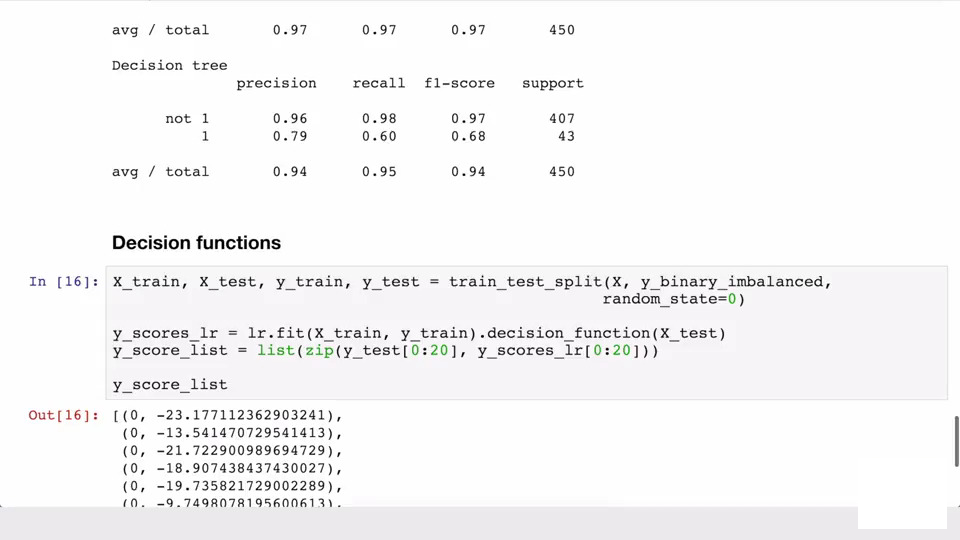 avg / total 0.97 0.97 0.97 450
Decision tree
precision recall f1-score support
not 1 0.96 0.98 0.97 407
1 0.79 0.60 0.68 43
avg / total 0.94 0.95 0.94 450
Decision functions
In [16]: X_train, X_test, y_train, y_test = train_test_split(X, y_binary_imbalanced,
random_state=0)
y_scores_lr = lr.fit(X_train, y_train).decision_function(X_test)
y_score_list = list(zip(y_test[0:20], y_scores_lr[0:20]))
y_score_list
Out[16]: [(0, -23.177112362903241),
(0, -13.541470729541413),
(0, -21.722900989694729),
(0, -18.907438437430027),
(0, -19.735821729002289),
(0, -9.7498078195600613),